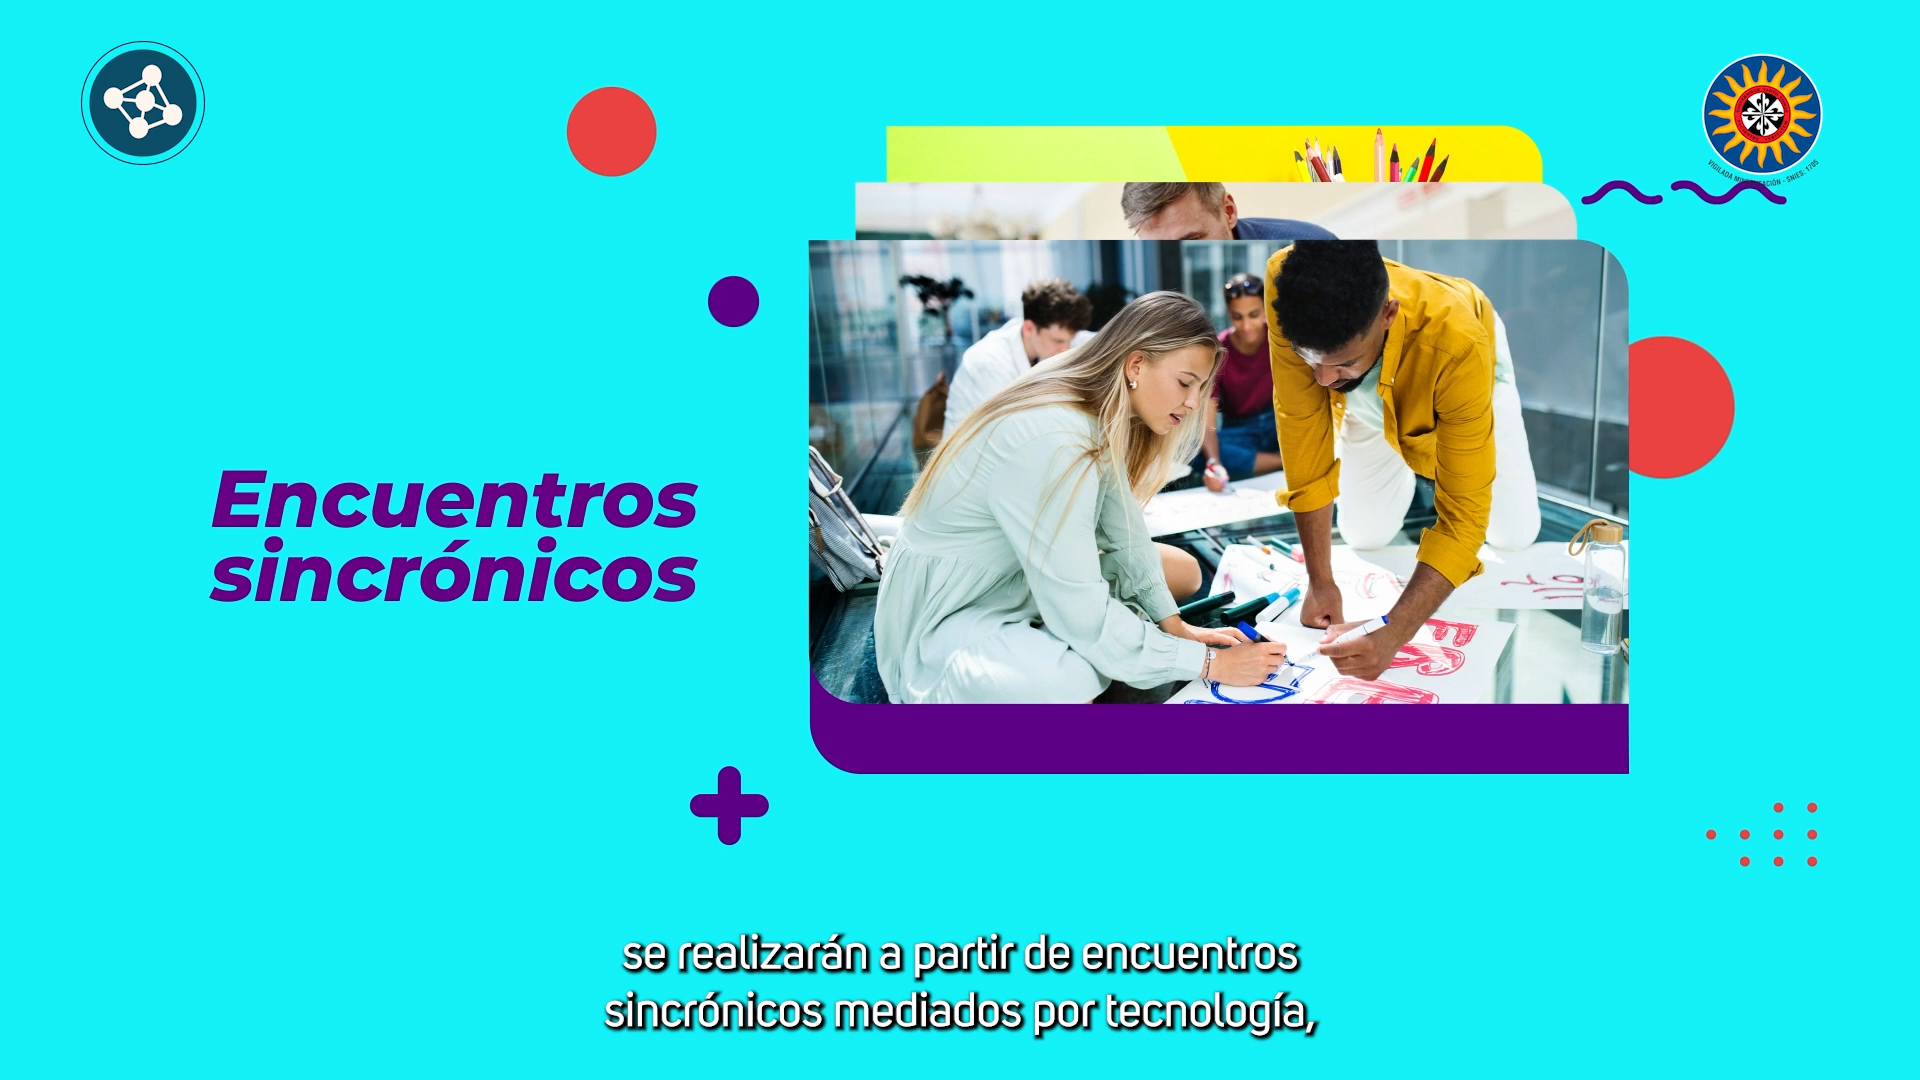 Encuentros
sincrónicos
se realizarán a partir de encuentros
sincrónicos mediados por tecnología,